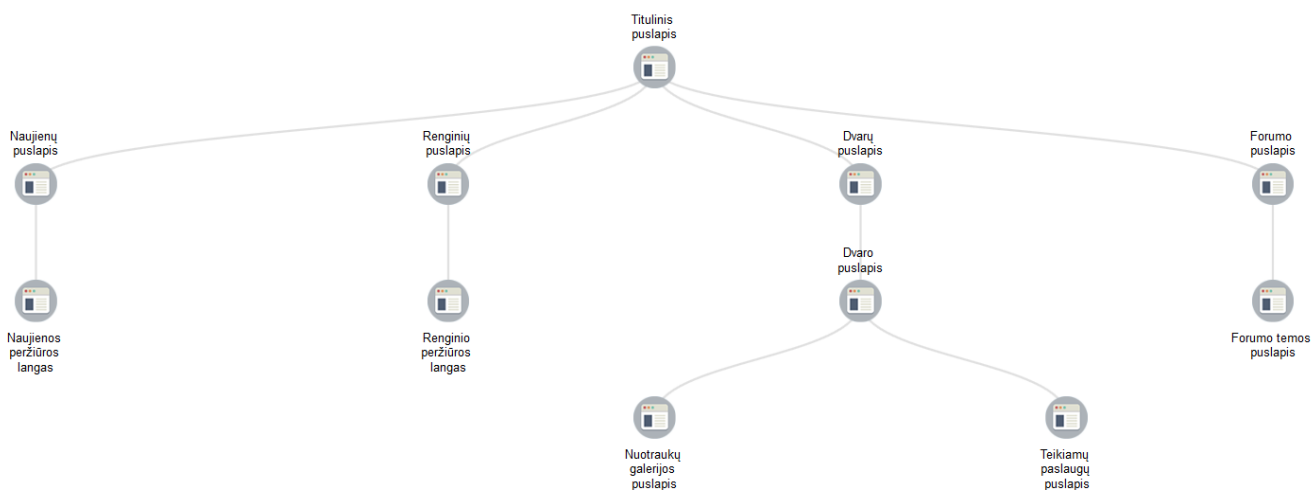 Titulinis
puslapis
Naujienų
puslapis
Renginių
puslapis
Dvarų
puslapis
Forumo
puslapis
Dvaro
puslapis
Naujienos
peržiūros
langas
Renginio
peržiūros
langas
Forumo temos
puslapis
Nuotraukų
galerijos
puslapis
Teikiamų
paslaugų
puslapis